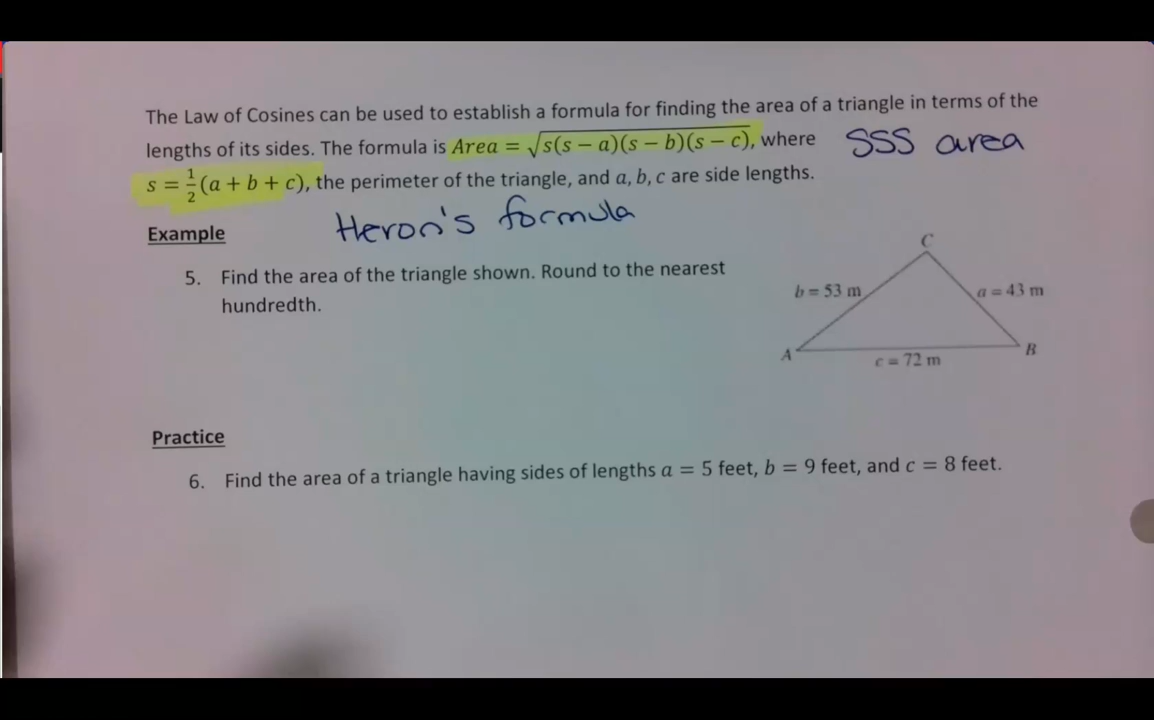 The Law of Cosines can be used to establish a formula for finding the area of a triangle in terms of the
lengths of its sides. The formula is Area = √(s(s − a)(s − b)(s − c)), where SSS area
s = 1/2 (a + b + c), the perimeter of the triangle, and a, b, c are side lengths.
Heron's formula
Example
5. Find the area of the triangle shown. Round to the nearest
hundredth.
C
b = 53 m
a = 43 m
A
B
c = 72 m
Practice
6. Find the area of a triangle having sides of lengths a = 5 feet, b = 9 feet, and c = 8 feet.